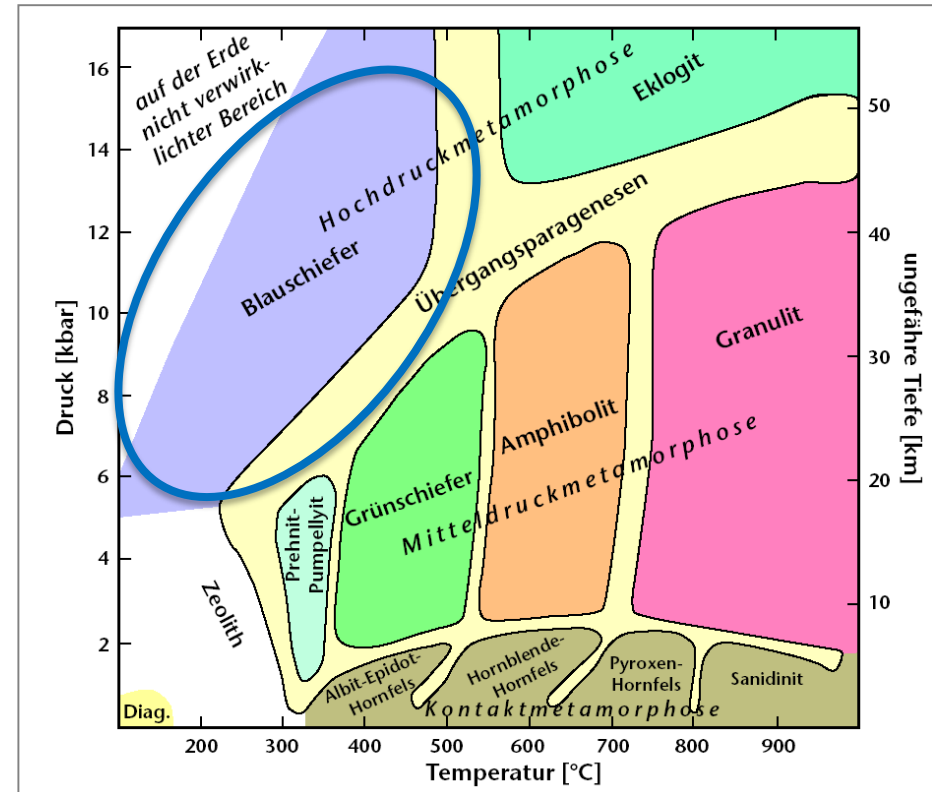 auf der Erde
nicht verwirk-
lichter Bereich
Hochdruckmetamorphose
Eklogit
Blauschiefer
Übergangsparagenesen
Granulit
Amphibolit
Grünschiefer
Mitteldruckmetamorphose
Prehnit-
Pumpellyit
Zeolith
Diag.
Albit-Epidot-
Hornfels
Hornblende-
Hornfels
Pyroxen-
Hornfels
Sanidinit
Kontaktmetamorphose
Druck [kbar]
16
14
12
10
8
6
4
2
ungefähre Tiefe [km]
50
40
30
20
10
200 300 400 500 600 700 800 900
Temperatur [°C]